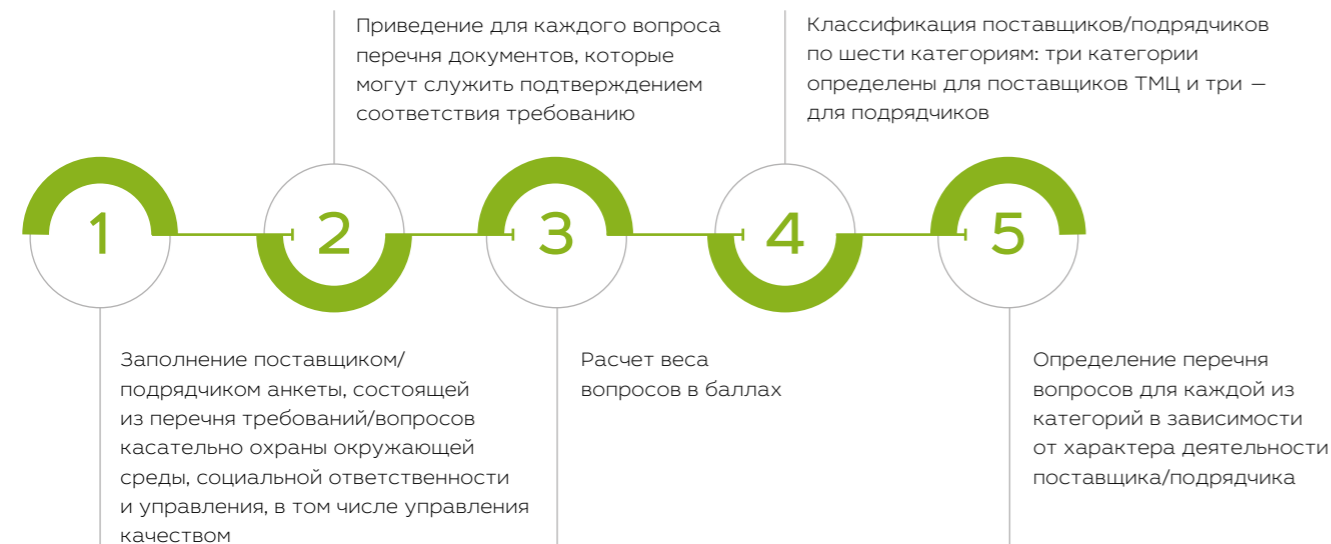 Приведение для каждого вопроса
перечня документов, которые
могут служить подтверждением
соответствия требованию
Классификация поставщиков/подрядчиков
по шести категориям: три категории
определены для поставщиков ТМЦ и три —
для подрядчиков
1
2
3
4
5
Заполнение поставщиком/
подрядчиком анкеты, состоящей
из перечня требований/вопросов
касательно охраны окружающей
среды, социальной ответственности
и управления, в том числе управления
качеством
Расчет веса
вопросов в баллах
Определение перечня
вопросов для каждой из
категорий в зависимости
от характера деятельности
поставщика/подрядчика